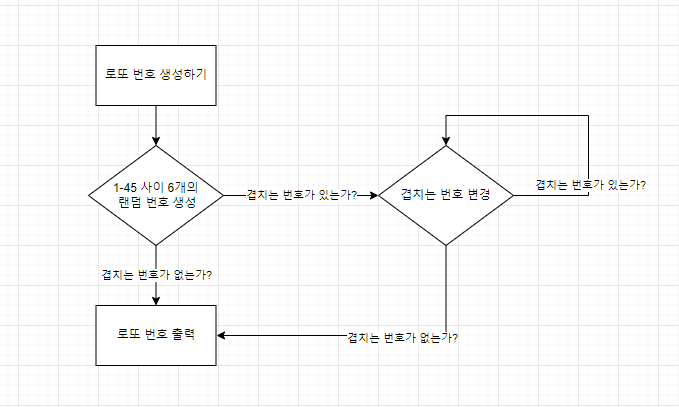 로또 번호 생성하기
1-45 사이 6개의
랜덤 번호 생성
겹치는 번호가 있는가?
겹치는 번호 변경
겹치는 번호가 있는가?
겹치는 번호가 없는가?
로또 번호 출력
겹치는 번호가 없는가?